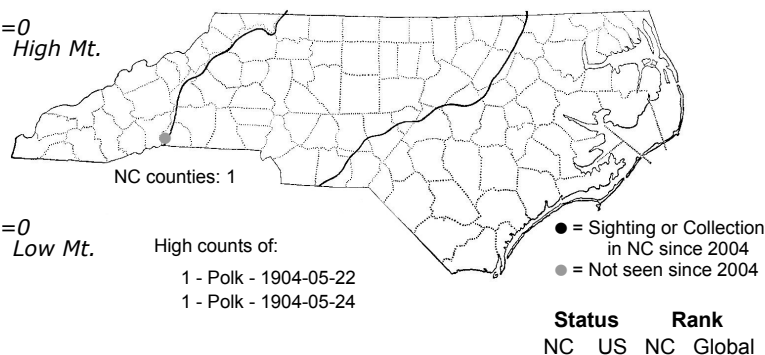 =0
High Mt.
NC counties: 1
=0
Low Mt.
High counts of:
1 - Polk - 1904-05-22
1 - Polk - 1904-05-24
● = Sighting or Collection
in NC since 2004
● = Not seen since 2004
Status Rank
NC US NC Global